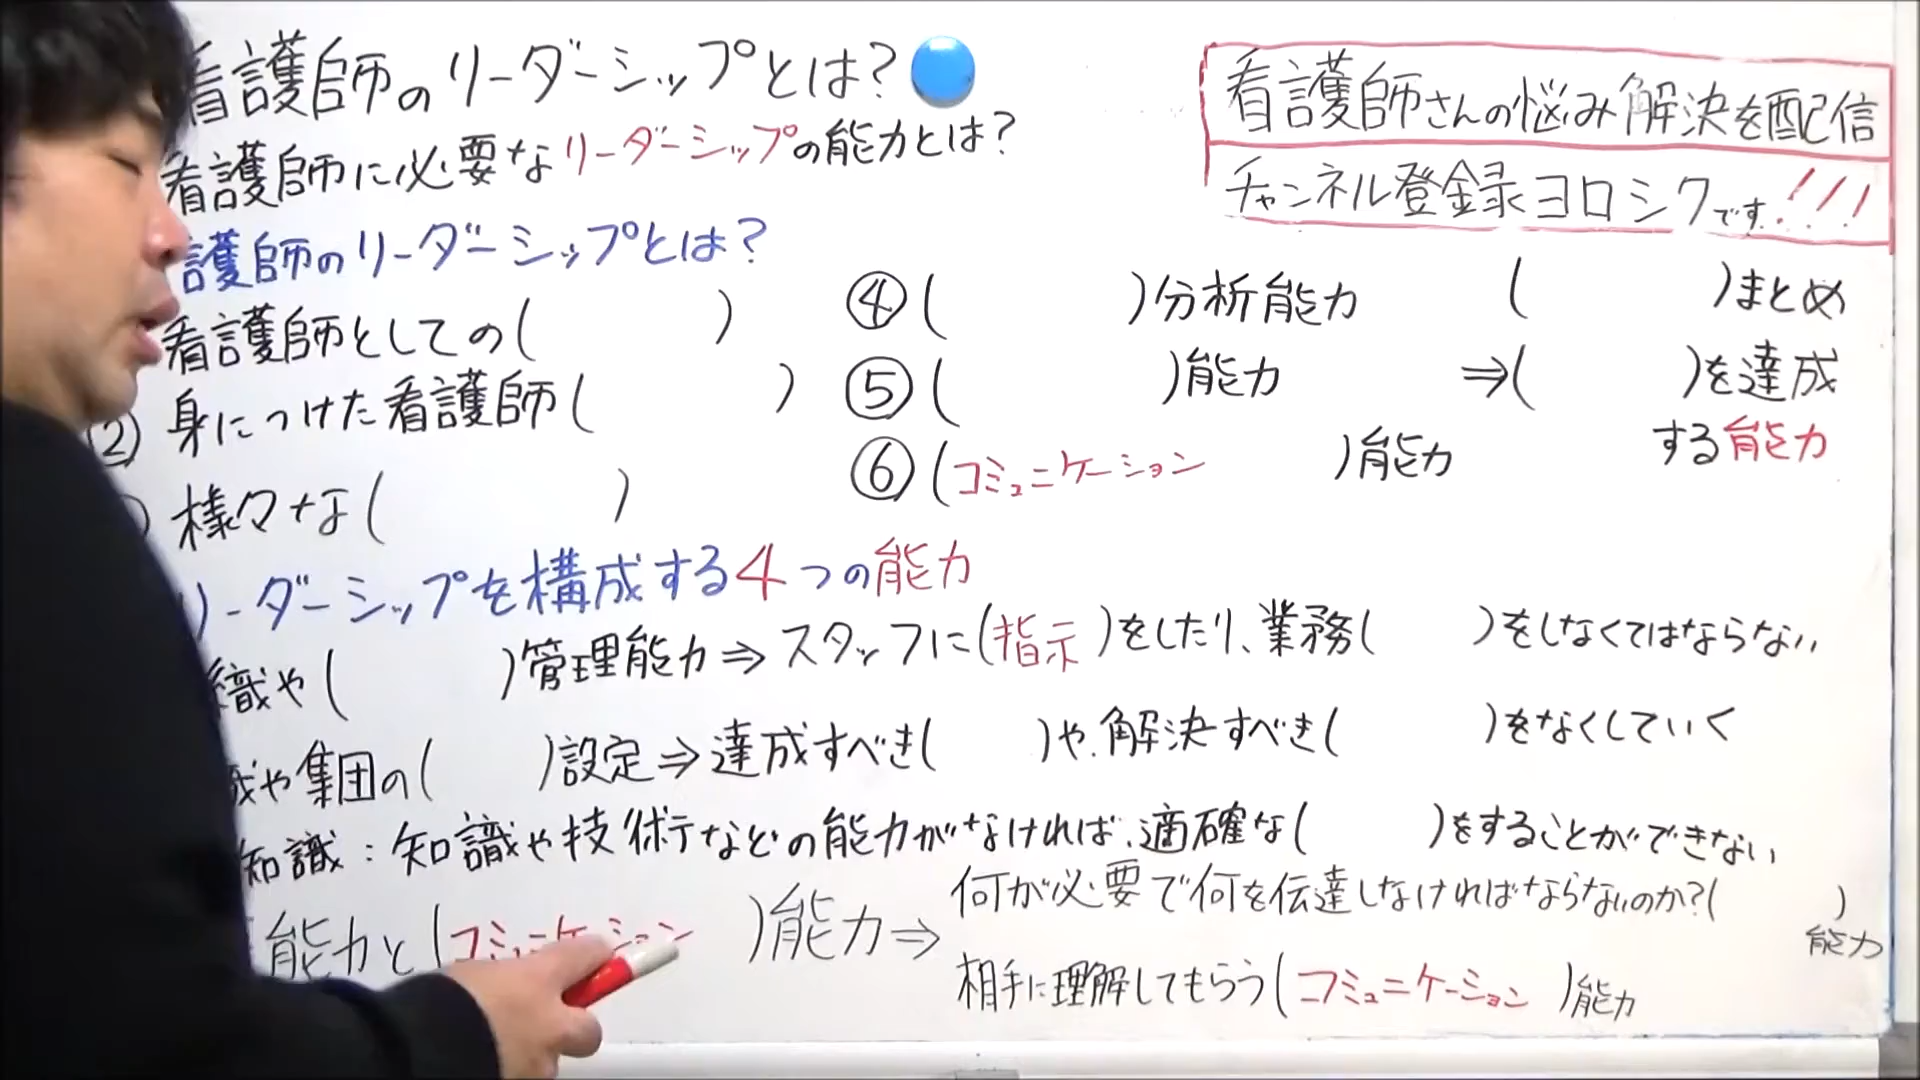 看護師のリーダーシップとは?
看護師に必要なリーダーシップの能力とは?
看護師さんの悩み解決を配信
チャンネル登録ヨロシクです!!!
護師のリーダーシップとは?
看護師としての( )
② 身につけた看護師( )
様々な( )
④( )分析能力
⑤( )能力
⑥(コミュニケーション )能力
( )まとめ
⇒( )を達成
する能力
リーダーシップを構成する4つの能力
織や( )管理能力⇒スタッフに(指示)をしたり、業務( )をしなくてはならない
や集団の( )設定⇒達成すべき( )や、解決すべき( )をなくしていく
知識:知識や技術などの能力がなければ、適確な( )をすることができない
能力と(コミュニケーション )能力⇒
何が必要で何を伝達しなければならないのか?( )
能力
相手に理解してもらう(コミュニケーション )能力